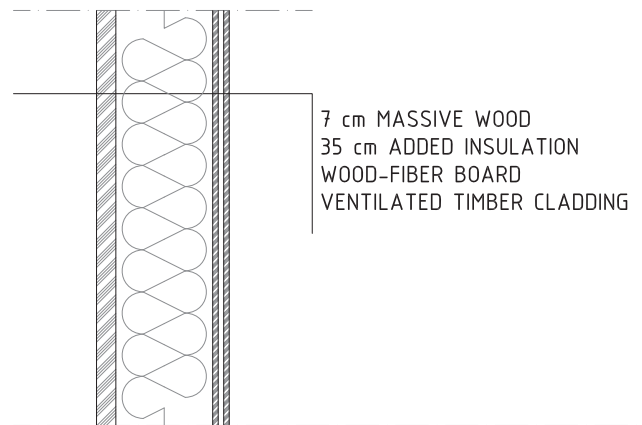 7 cm MASSIVE WOOD
35 cm ADDED INSULATION
WOOD-FIBER BOARD
VENTILATED TIMBER CLADDING